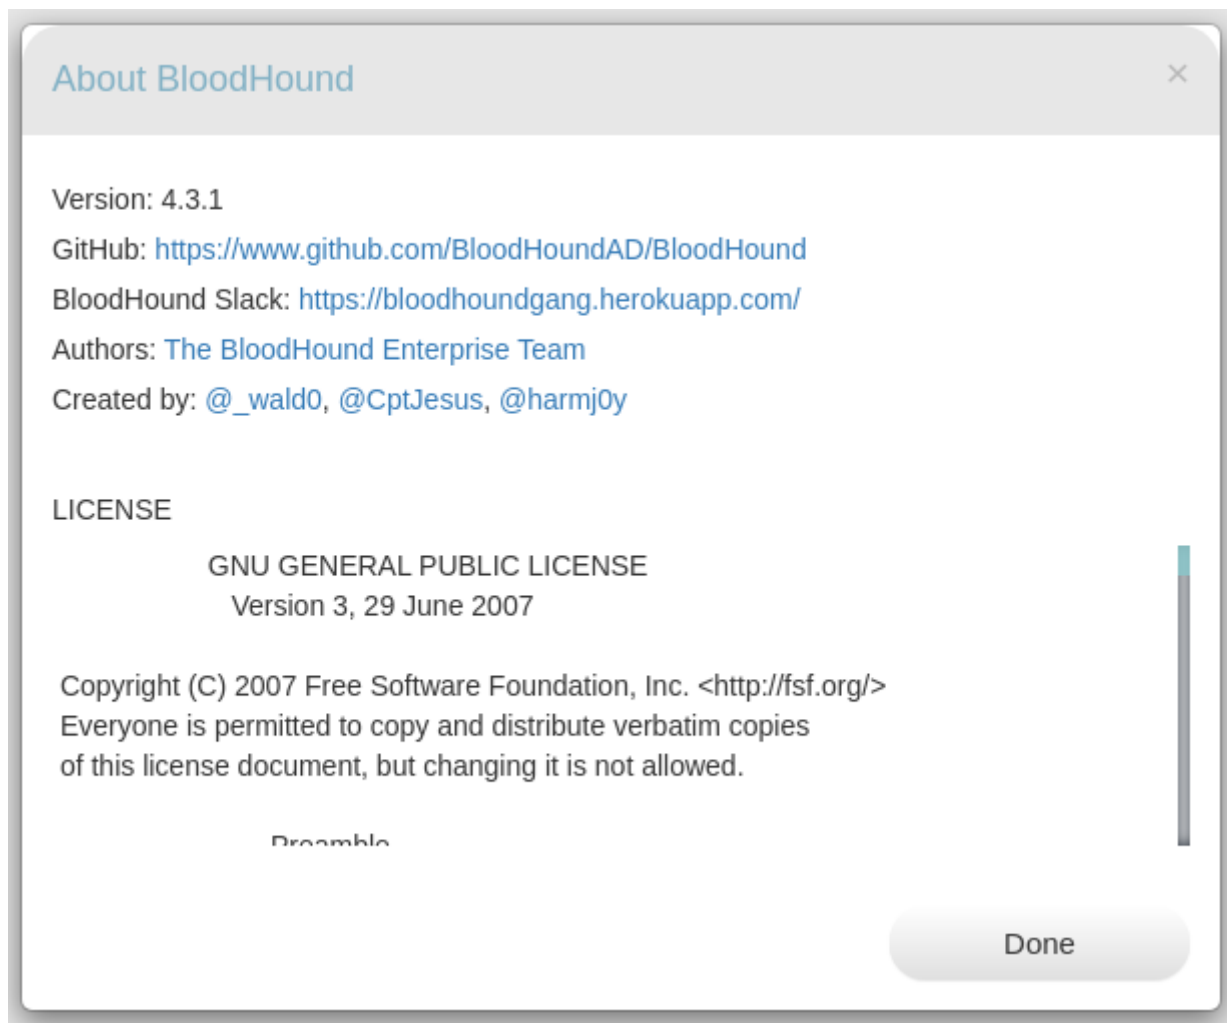 About BloodHound
×
Version: 4.3.1
GitHub: https://www.github.com/BloodHoundAD/BloodHound
BloodHound Slack: https://bloodhoundgang.herokuapp.com/
Authors: The BloodHound Enterprise Team
Created by: @_wald0, @CptJesus, @harmj0y
LICENSE
GNU GENERAL PUBLIC LICENSE
Version 3, 29 June 2007
Copyright (C) 2007 Free Software Foundation, Inc. <http://fsf.org/>
Everyone is permitted to copy and distribute verbatim copies
of this license document, but changing it is not allowed.
Preamble
Done